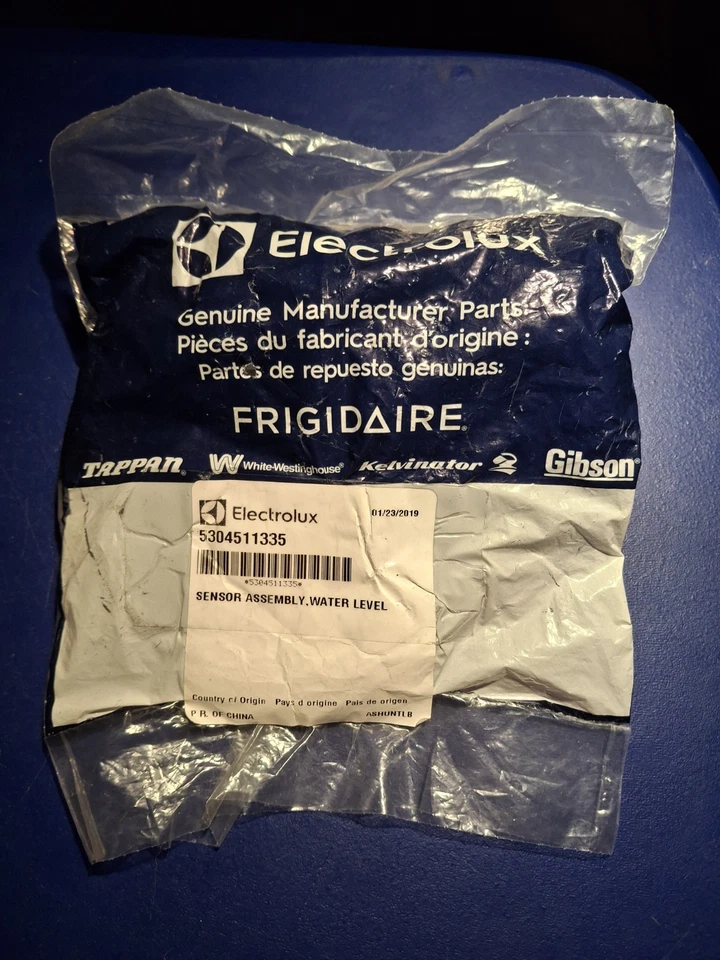 Electrolux
Genuine Manufacturer Parts:
Pièces du fabricant d'origine :
Partes de repuesto genuinas:
FRIGIDAIRE®
TAPPAN® White-Westinghouse® Kelvinator Gibson®
Electrolux 01/23/2019
5304511335
*5304511335*
SENSOR ASSEMBLY,WATER LEVEL
Country of Origin Pays d origine Pais de origen
P.R. OF CHINA ASHUNTLB